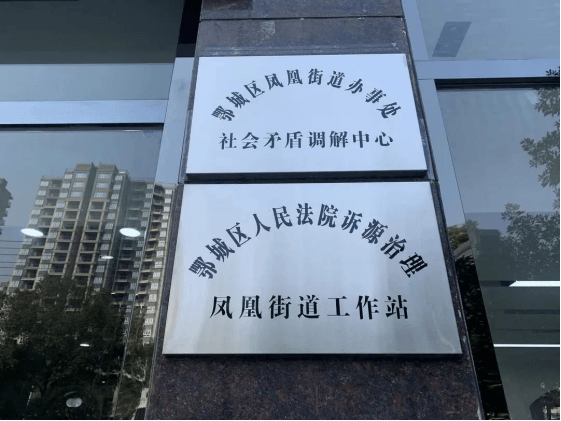 鄂城区凤凰街道办事处
社会矛盾调解中心
鄂城区人民法院诉源治理
凤凰街道工作站